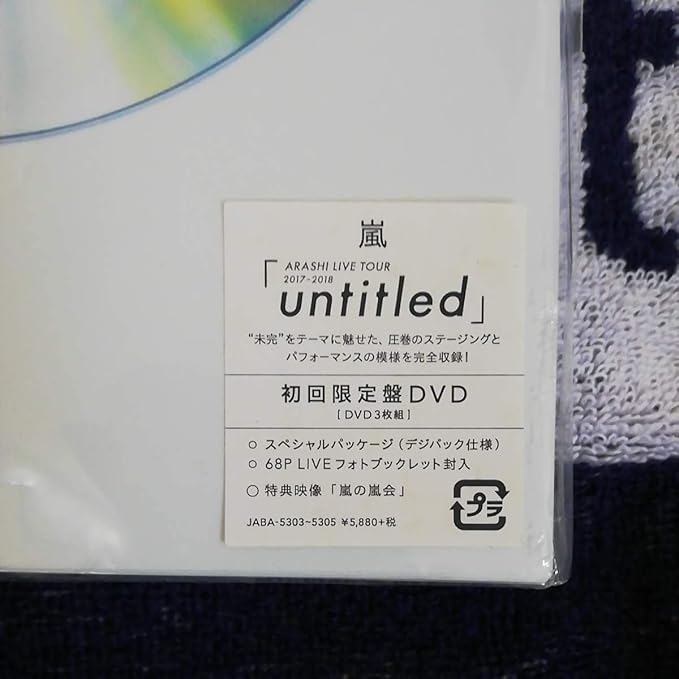 嵐
ARASHI LIVE TOUR
2017-2018
「untitled」
“未完”をテーマに魅せた、圧巻のステージングと
パフォーマンスの模様を完全収録!
初回限定盤DVD
[DVD3枚組]
○ スペシャルパッケージ(デジパック仕様)
○ 68P LIVEフォトブックレット封入
○ 特典映像「嵐の嵐会」
JABA-5303~5305 ¥5,880+税
プラ